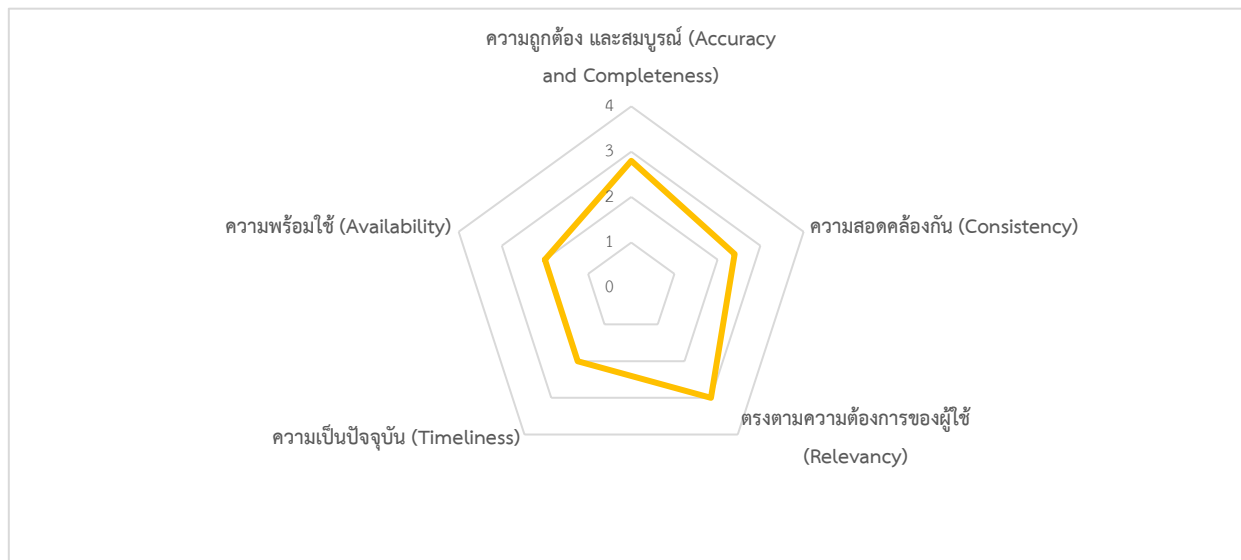 ความถูกต้อง และสมบูรณ์ (Accuracy
and Completeness)
4
3
2
1
0
ความพร้อมใช้ (Availability)
ความสอดคล้องกัน (Consistency)
ความเป็นปัจจุบัน (Timeliness)
ตรงตามความต้องการของผู้ใช้
(Relevancy)